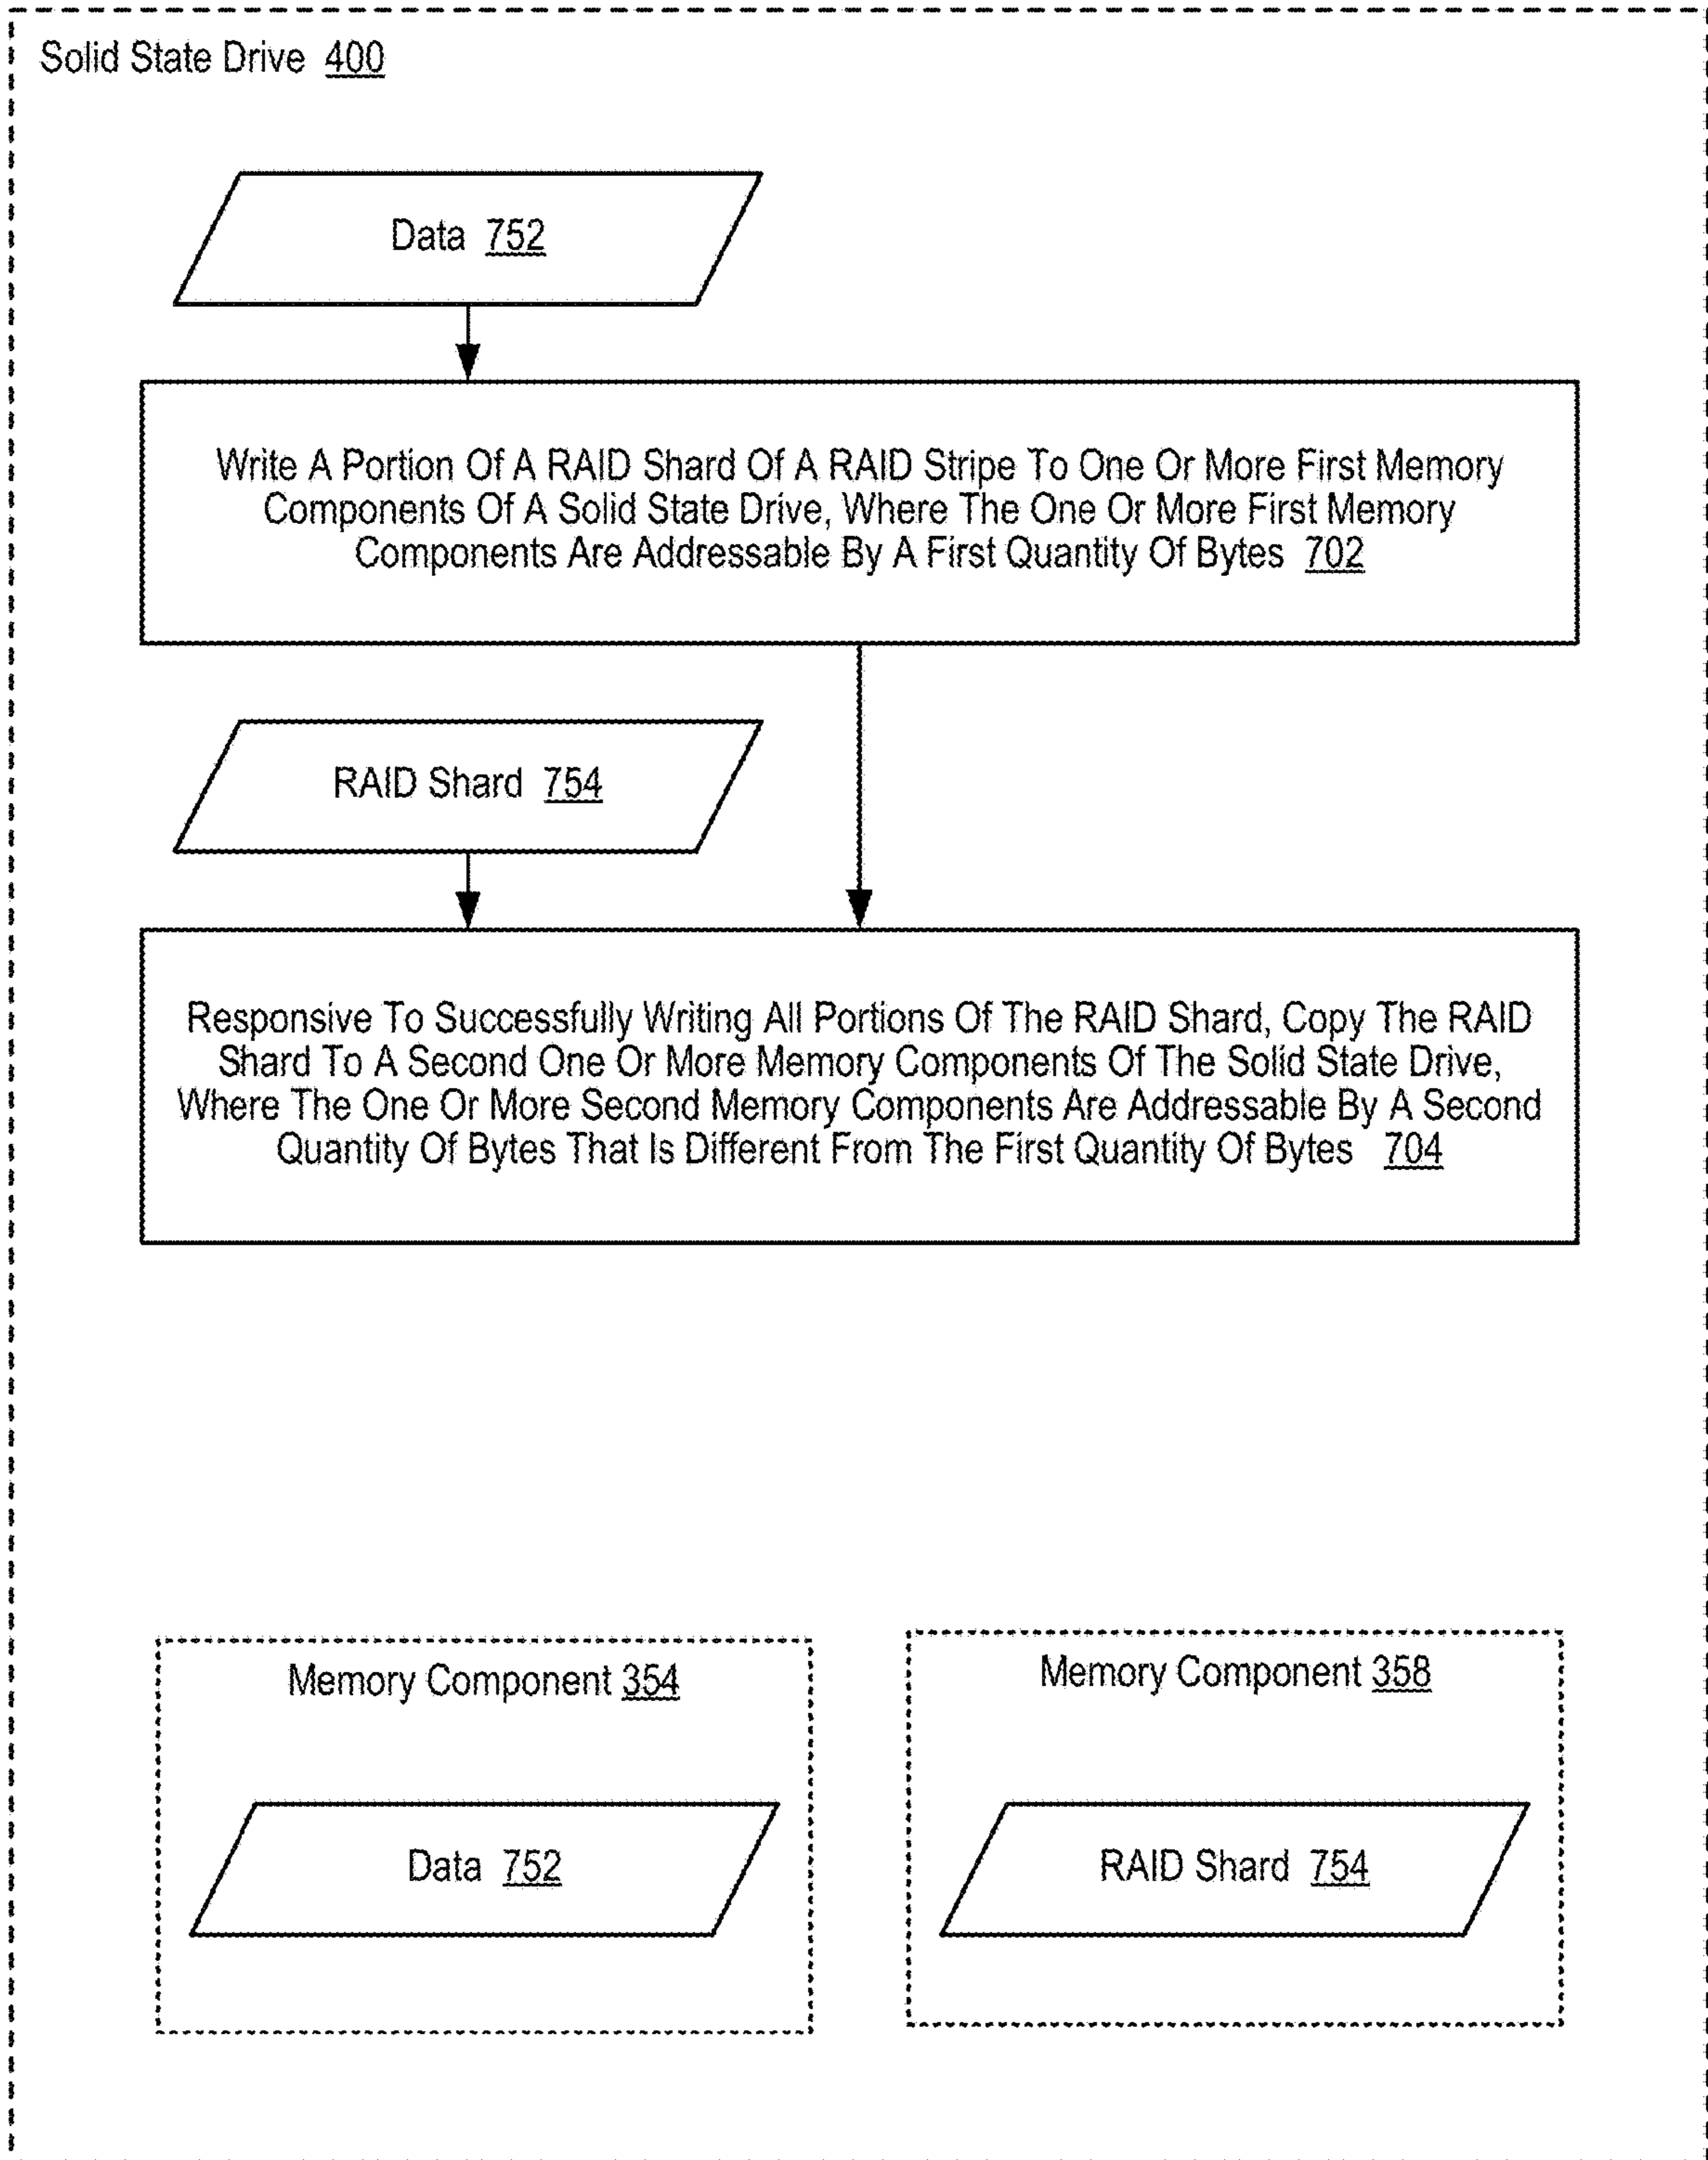 Solid State Drive 400
Data 752
Write A Portion Of A RAID Shard Of A RAID Stripe To One Or More First Memory
Components Of A Solid State Drive, Where The One Or More First Memory
Components Are Addressable By A First Quantity Of Bytes 702
RAID Shard 754
Responsive To Successfully Writing All Portions Of The RAID Shard, Copy The RAID
Shard To A Second One Or More Memory Components Of The Solid State Drive,
Where The One Or More Second Memory Components Are Addressable By A Second
Quantity Of Bytes That Is Different From The First Quantity Of Bytes 704
Memory Component 354
Data 752
Memory Component 358
RAID Shard 754